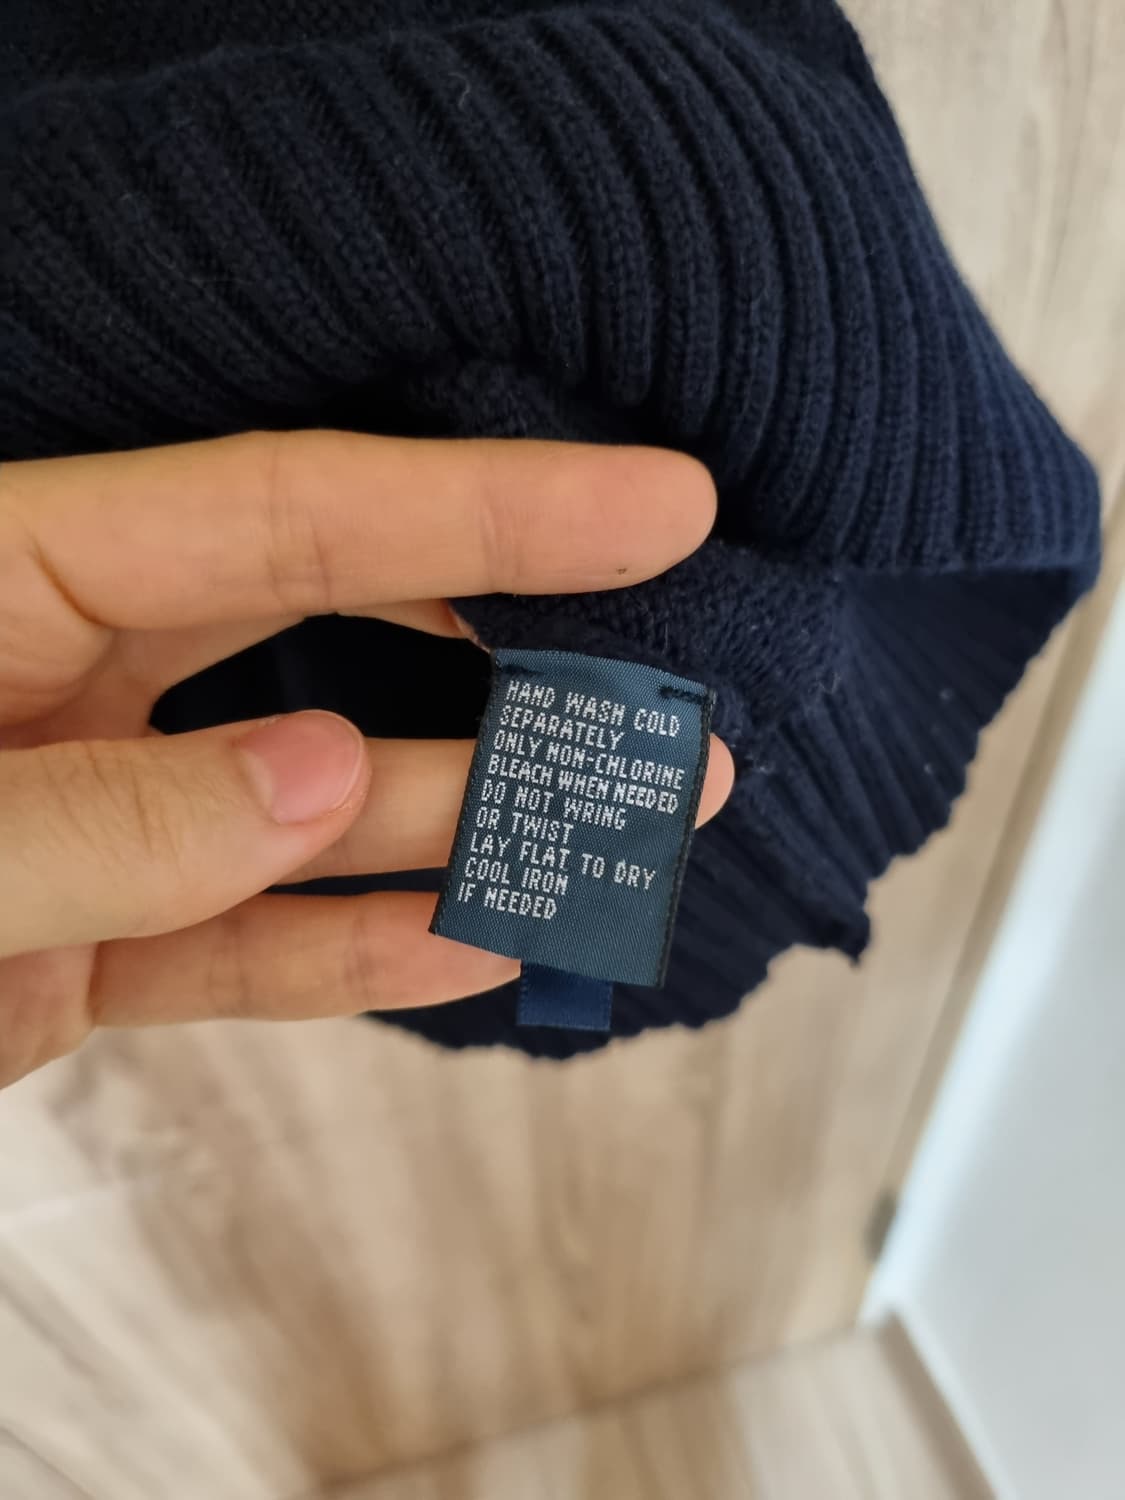 HAND WASH COLD
SEPARATELY
ONLY NON-CHLORINE
BLEACH WHEN NEEDED
DO NOT WRING
OR TWIST
LAY FLAT TO DRY
COOL IRON
IF NEEDED